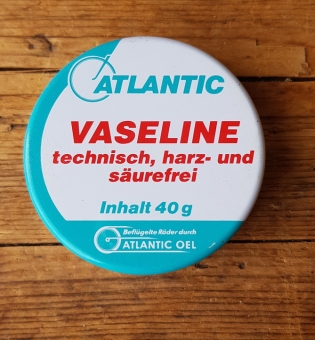 ATLANTIC
VASELINE
technisch, harz- und
säurefrei
Inhalt 40 g
Beflügelte Räder durch
ATLANTIC OEL